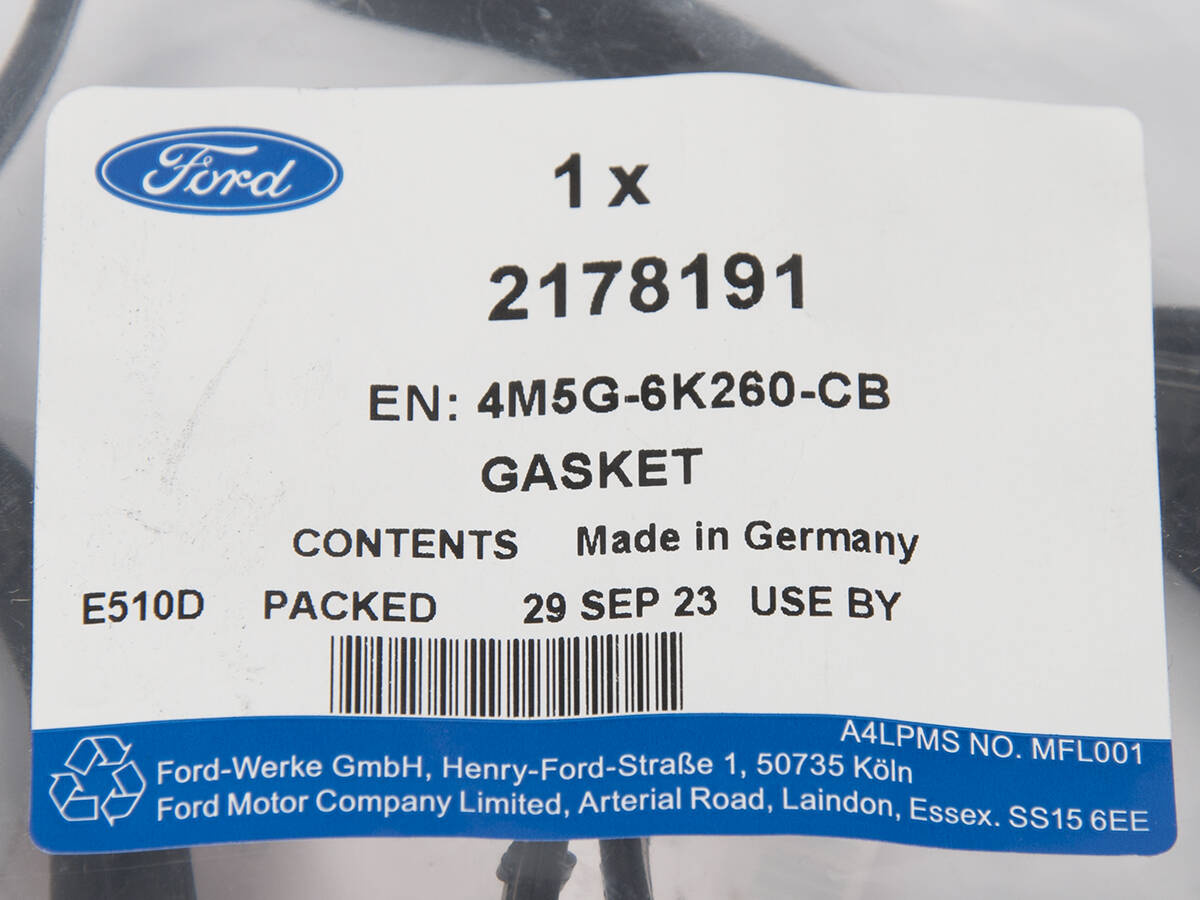 Ford
1 x
2178191
EN: 4M5G-6K260-CB
GASKET
CONTENTS Made in Germany
E510D PACKED 29 SEP 23 USE BY
A4LPMS NO. MFL001
Ford-Werke GmbH, Henry-Ford-Straße 1, 50735 Köln
Ford Motor Company Limited, Arterial Road, Laindon, Essex. SS15 6EE